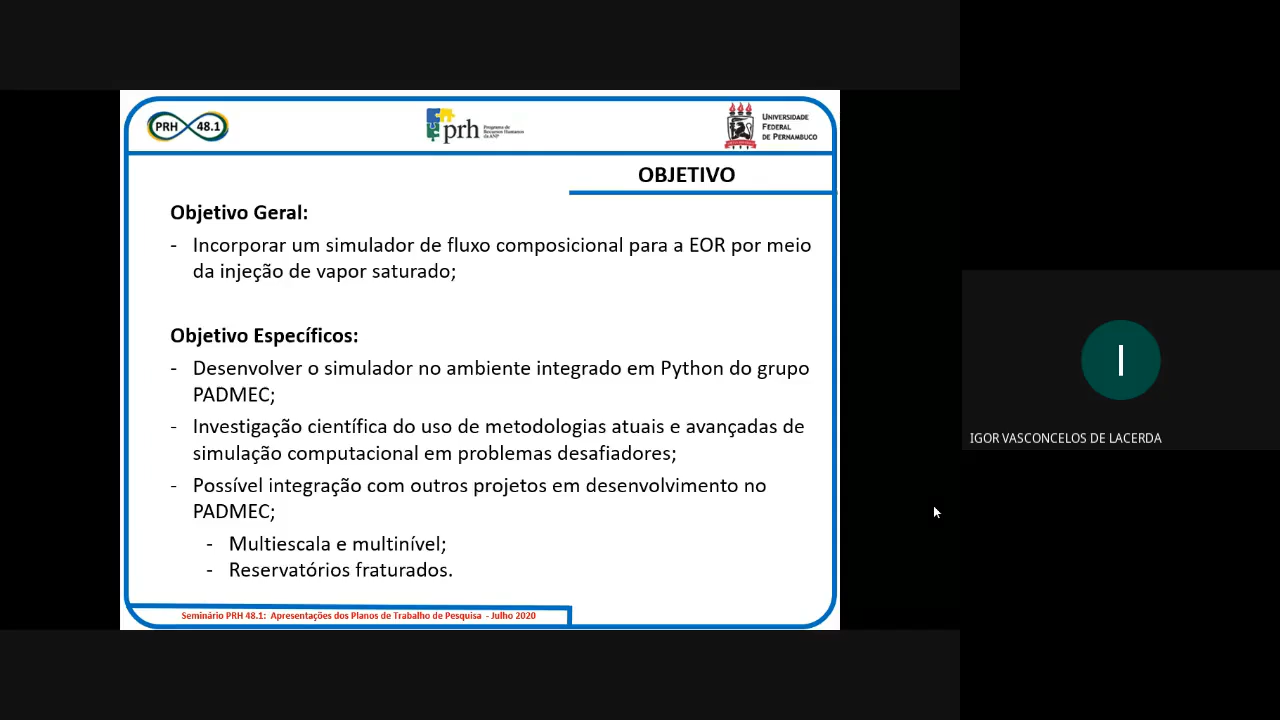 PRH 48.1
prh
Programa de
Recursos Humanos
da ANP
UNIVERSIDADE
FEDERAL
DE PERNAMBUCO
OBJETIVO
Objetivo Geral:
- Incorporar um simulador de fluxo composicional para a EOR por meio
da injeção de vapor saturado;
Objetivo Específicos:
- Desenvolver o simulador no ambiente integrado em Python do grupo
PADMEC;
- Investigação científica do uso de metodologias atuais e avançadas de
simulação computacional em problemas desafiadores;
- Possível integração com outros projetos em desenvolvimento no
PADMEC;
- Multiescala e multinível;
- Reservatórios fraturados.
Seminário PRH 48.1: Apresentações dos Planos de Trabalho de Pesquisa - Julho 2020
I
IGOR VASCONCELOS DE LACERDA